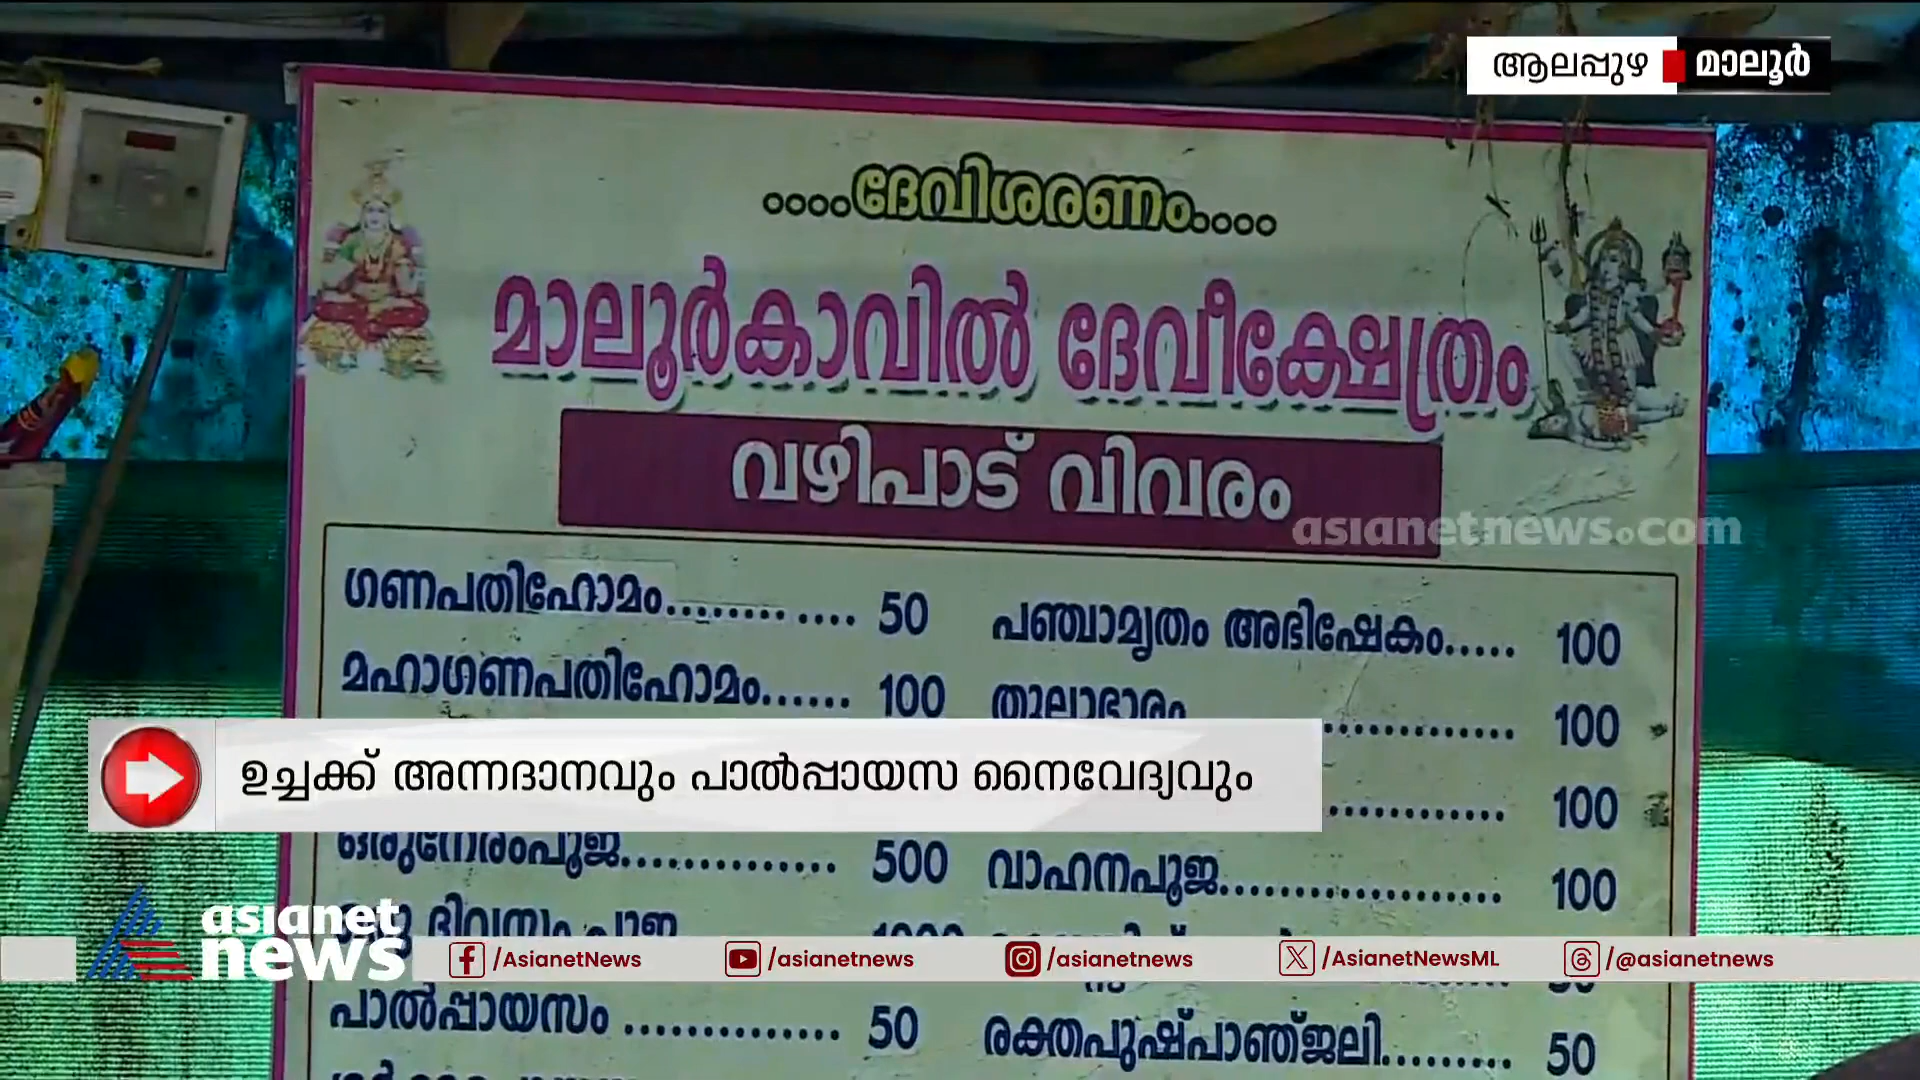 ആലപ്പുഴ മാലൂർ
....ദേവിശരണം....
മാലൂർകാവിൽ ദേവീക്ഷേത്രം
വഴിപാട് വിവരം
asianetnews.com
ഗണപതിഹോമം........ .... 50 പഞ്ചാമൃതം അഭിഷേകം..... 100
മഹാഗണപതിഹോമം...... 100 തുലാഭാരം .............. 100
ഉച്ചക്ക് അന്നദാനവും പാൽപ്പായസ നൈവേദ്യവും
............. 100
ഒരുനേരംപൂജ.............. 500 വാഹനപൂജ.................. 100
ദിവസം പൂജ
asianet news
/AsianetNews /asianetnews /asianetnews /AsianetNewsML /@asianetnews
പാൽപ്പായസം .............. 50 രക്തപുഷ്പാഞ്ജലി......... 50